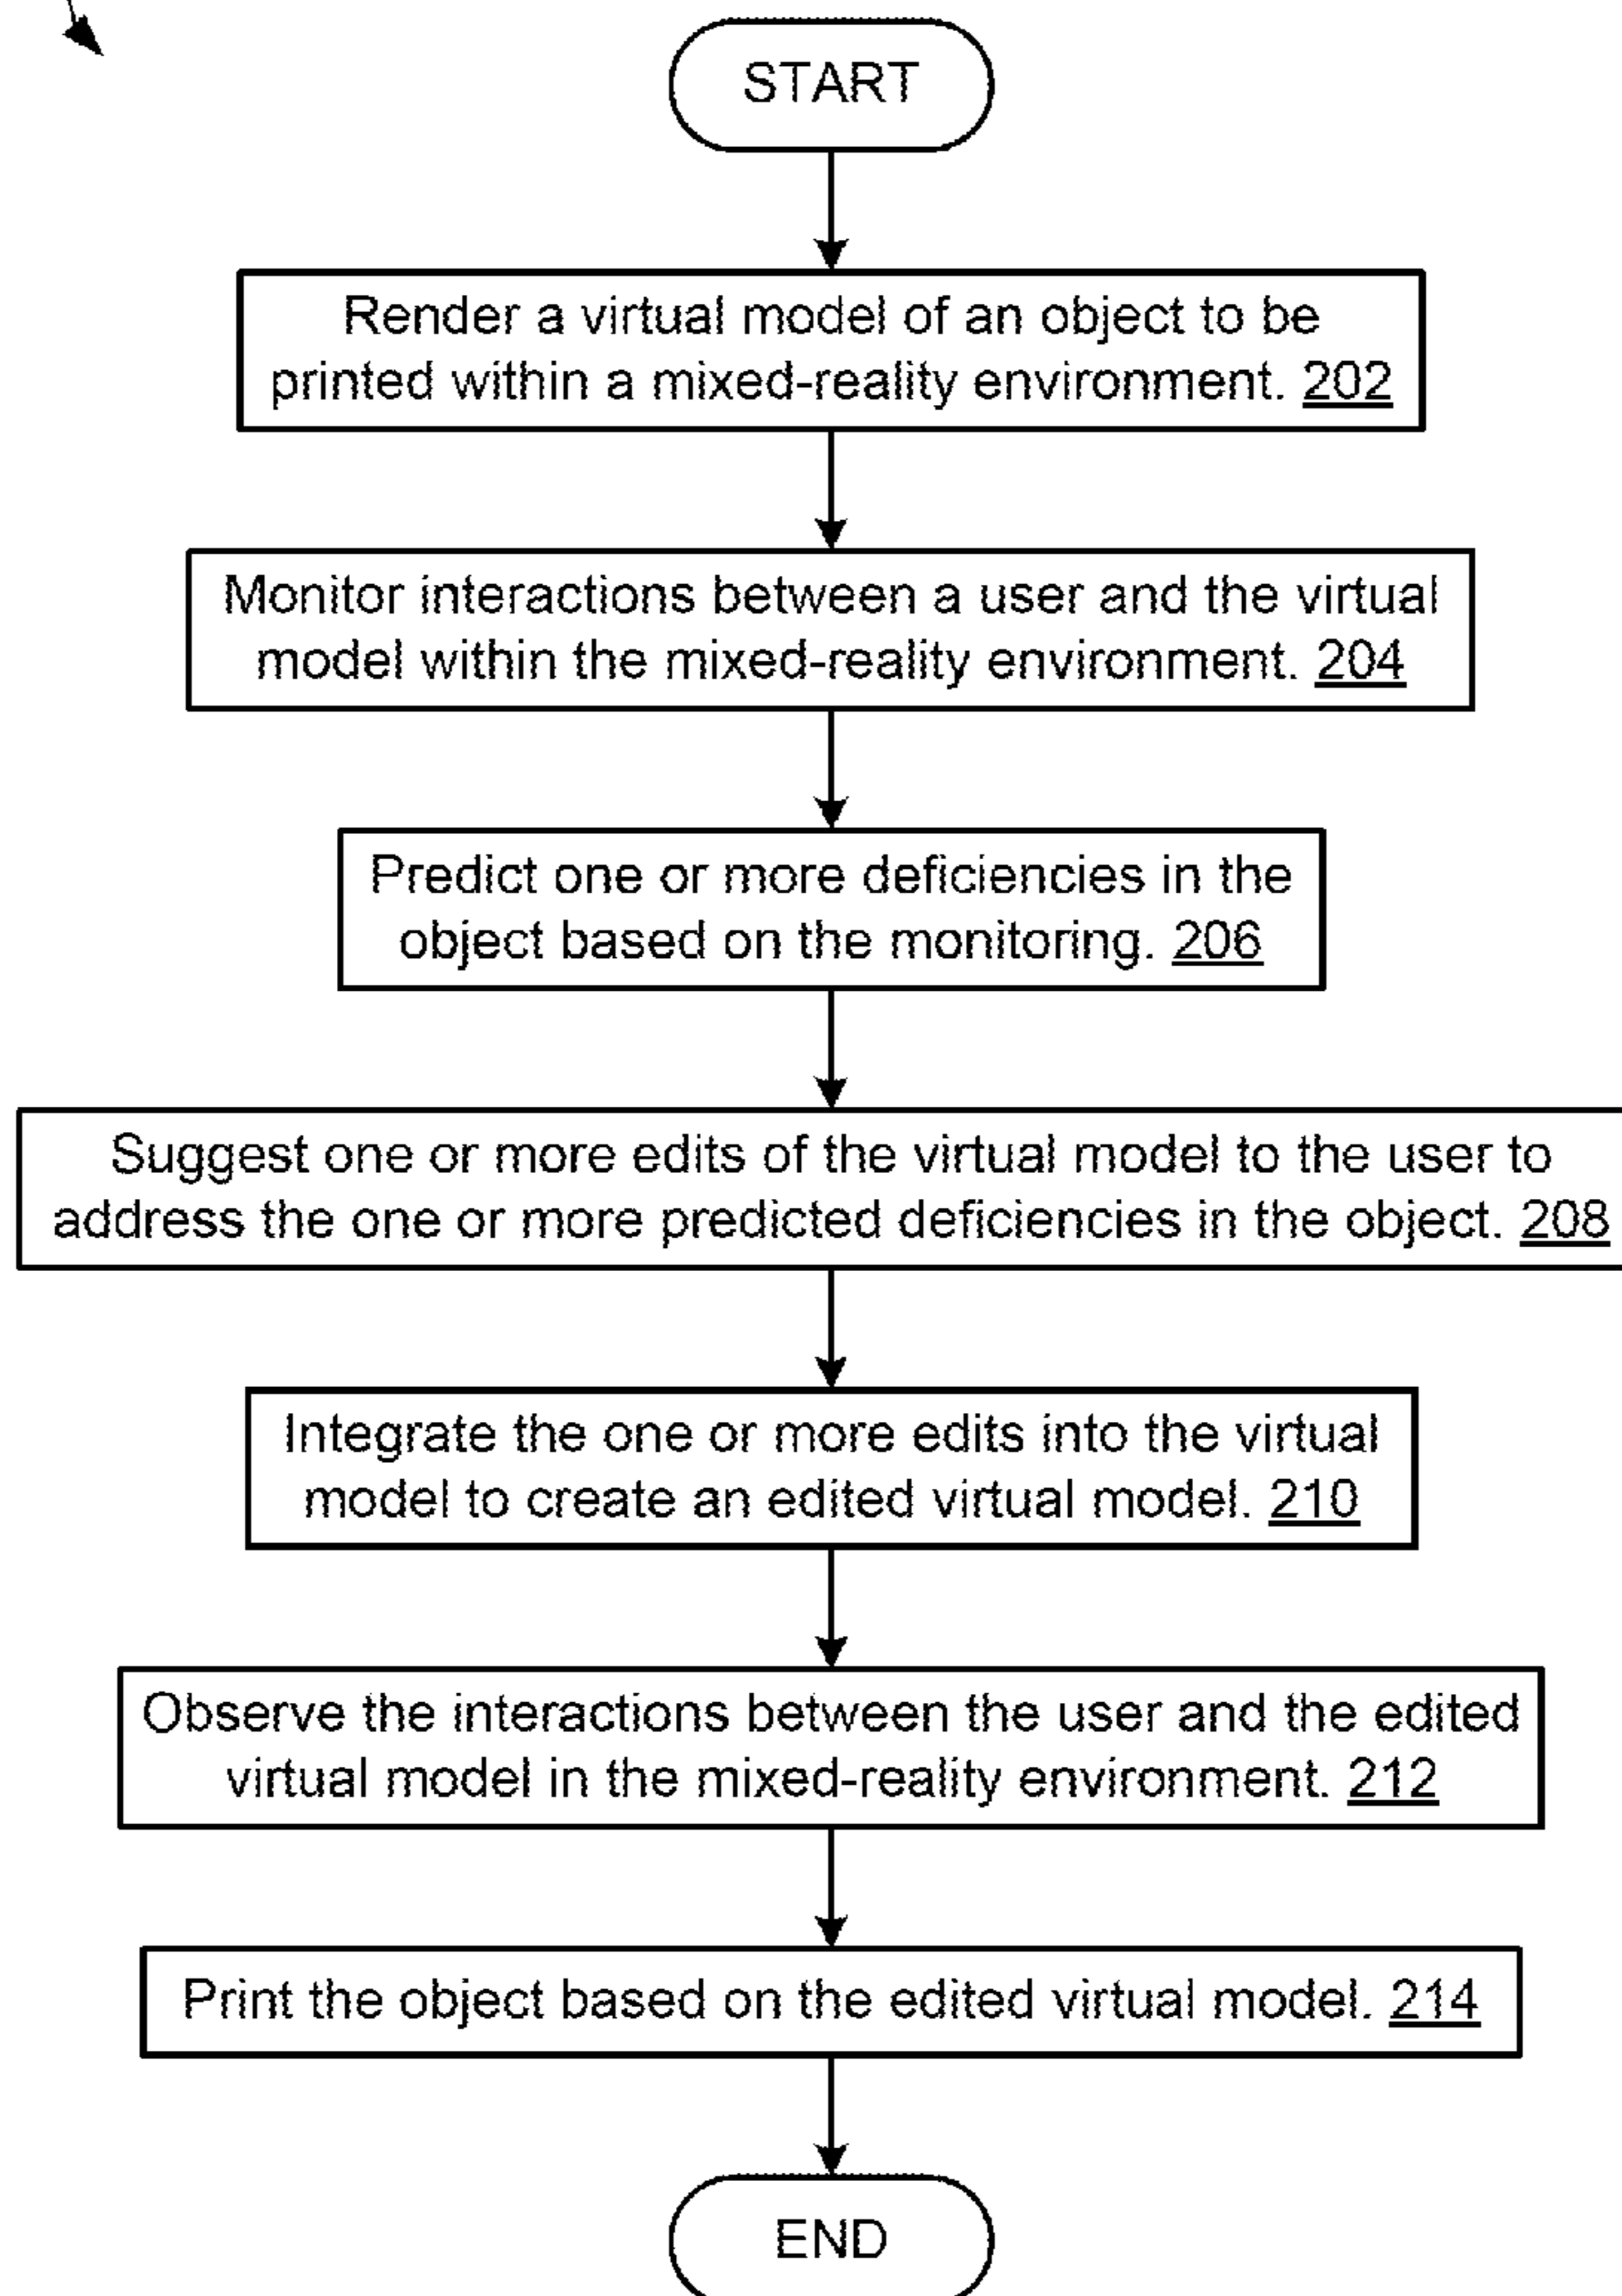 START
Render a virtual model of an object to be
printed within a mixed-reality environment. 202
Monitor interactions between a user and the virtual
model within the mixed-reality environment. 204
Predict one or more deficiencies in the
object based on the monitoring. 206
Suggest one or more edits of the virtual model to the user to
address the one or more predicted deficiencies in the object. 208
Integrate the one or more edits into the virtual
model to create an edited virtual model. 210
Observe the interactions between the user and the edited
virtual model in the mixed-reality environment. 212
Print the object based on the edited virtual model. 214
END